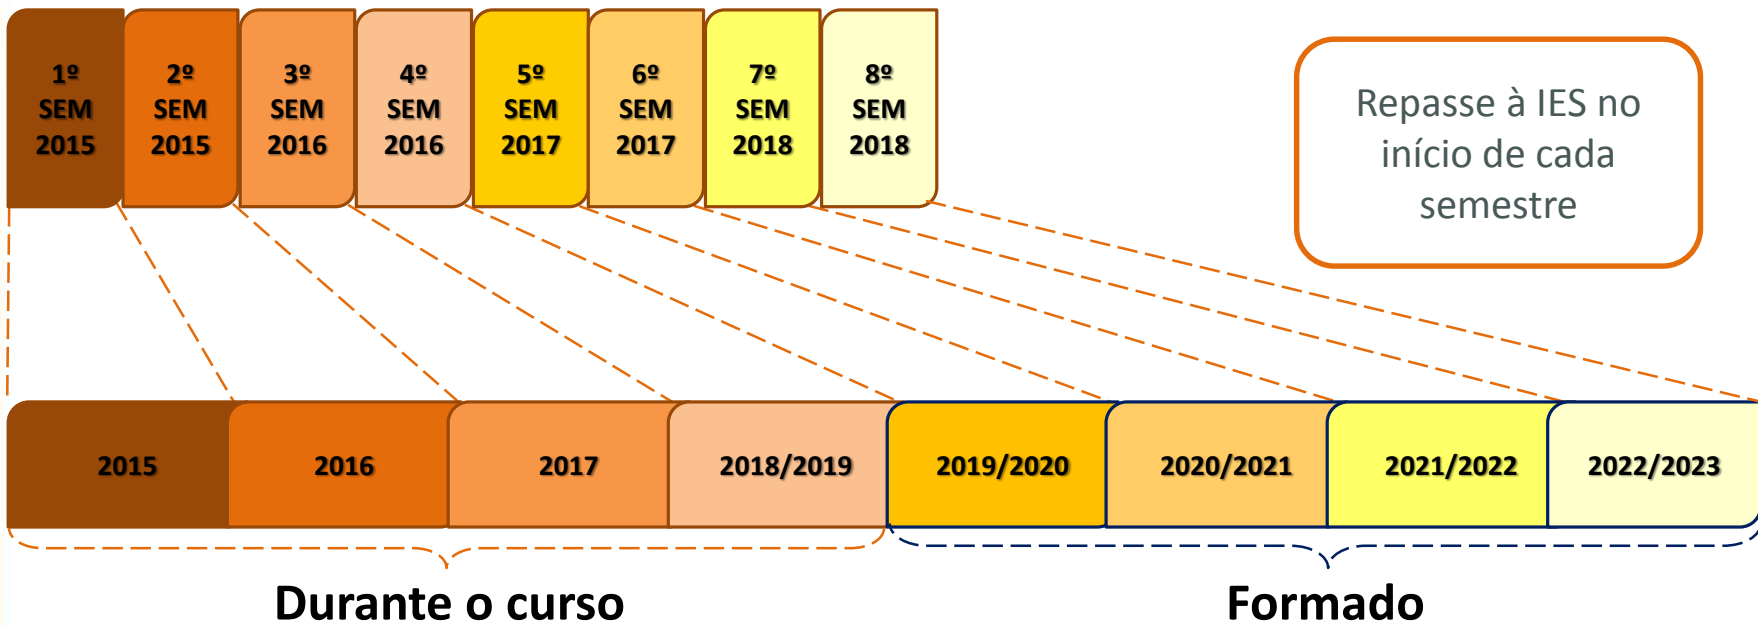 1º
SEM
2015
2º
SEM
2015
3º
SEM
2016
4º
SEM
2016
5º
SEM
2017
6º
SEM
2017
7º
SEM
2018
8º
SEM
2018
Repasse à IES no
início de cada
semestre
2015
2016
2017
2018/2019
2019/2020
2020/2021
2021/2022
2022/2023
Durante o curso
Formado